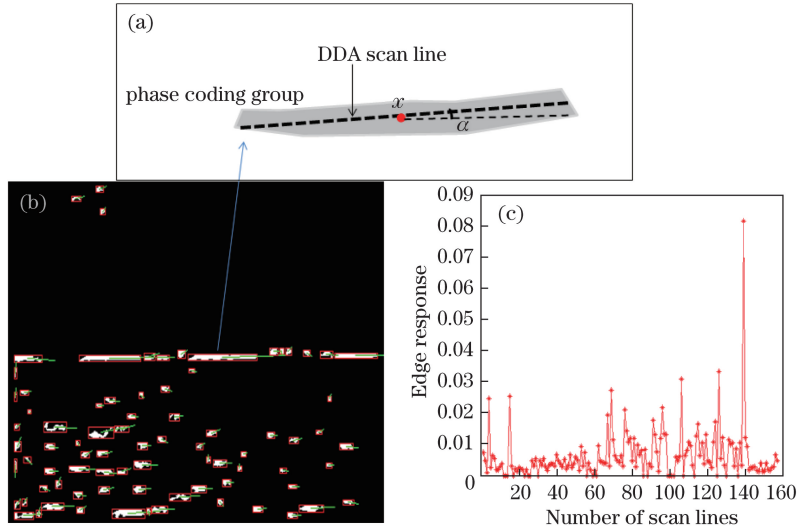 (a)
DDA scan line
phase coding group
x
α
(b)
(c)
0.09
0.08
0.07
0.06
0.05
0.04
0.03
0.02
0.01
0
Edge response
20 40 60 80 100 120 140 160
Number of scan lines